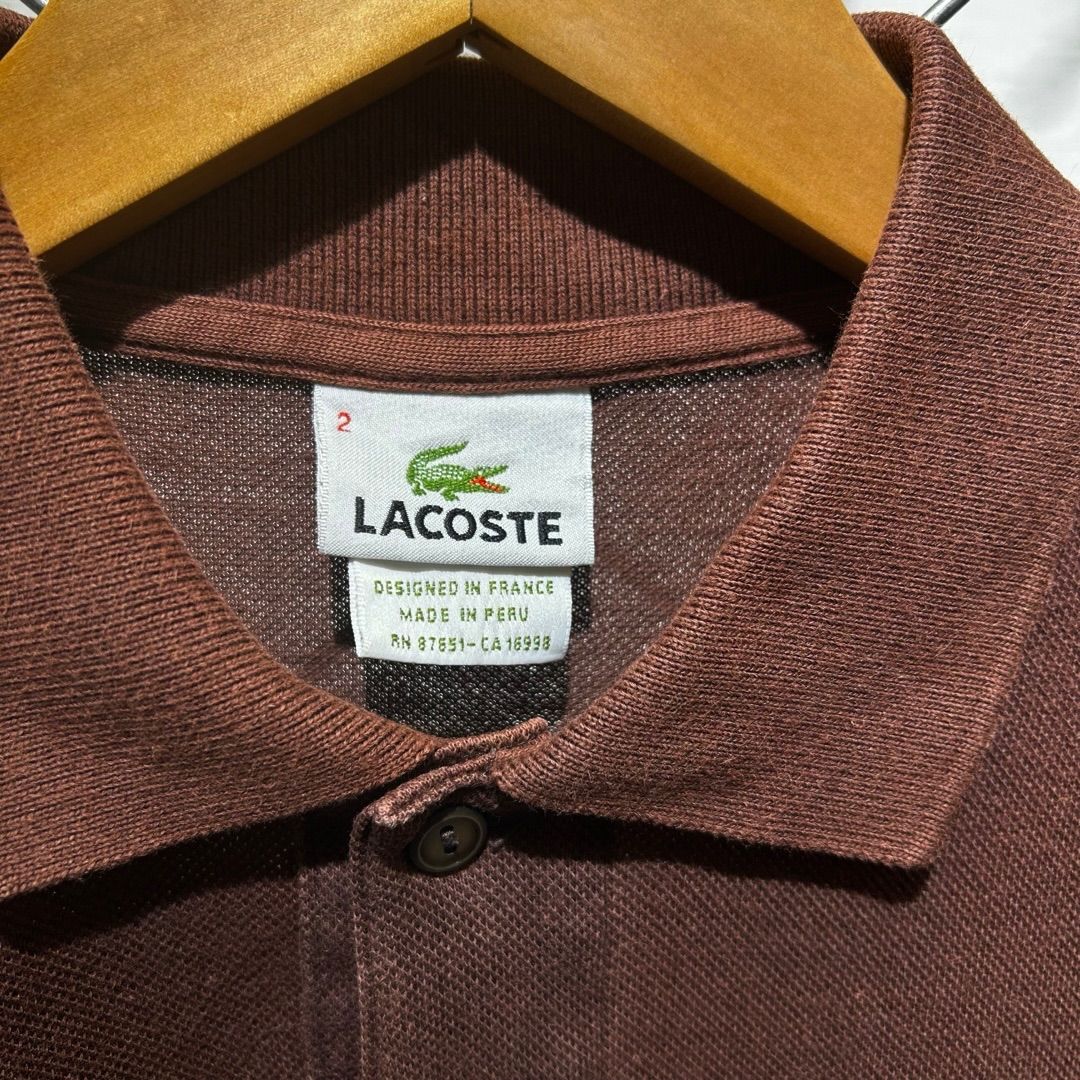 2
LACOSTE
DESIGNED IN FRANCE
MADE IN PERU
RN 87651-CA 16998